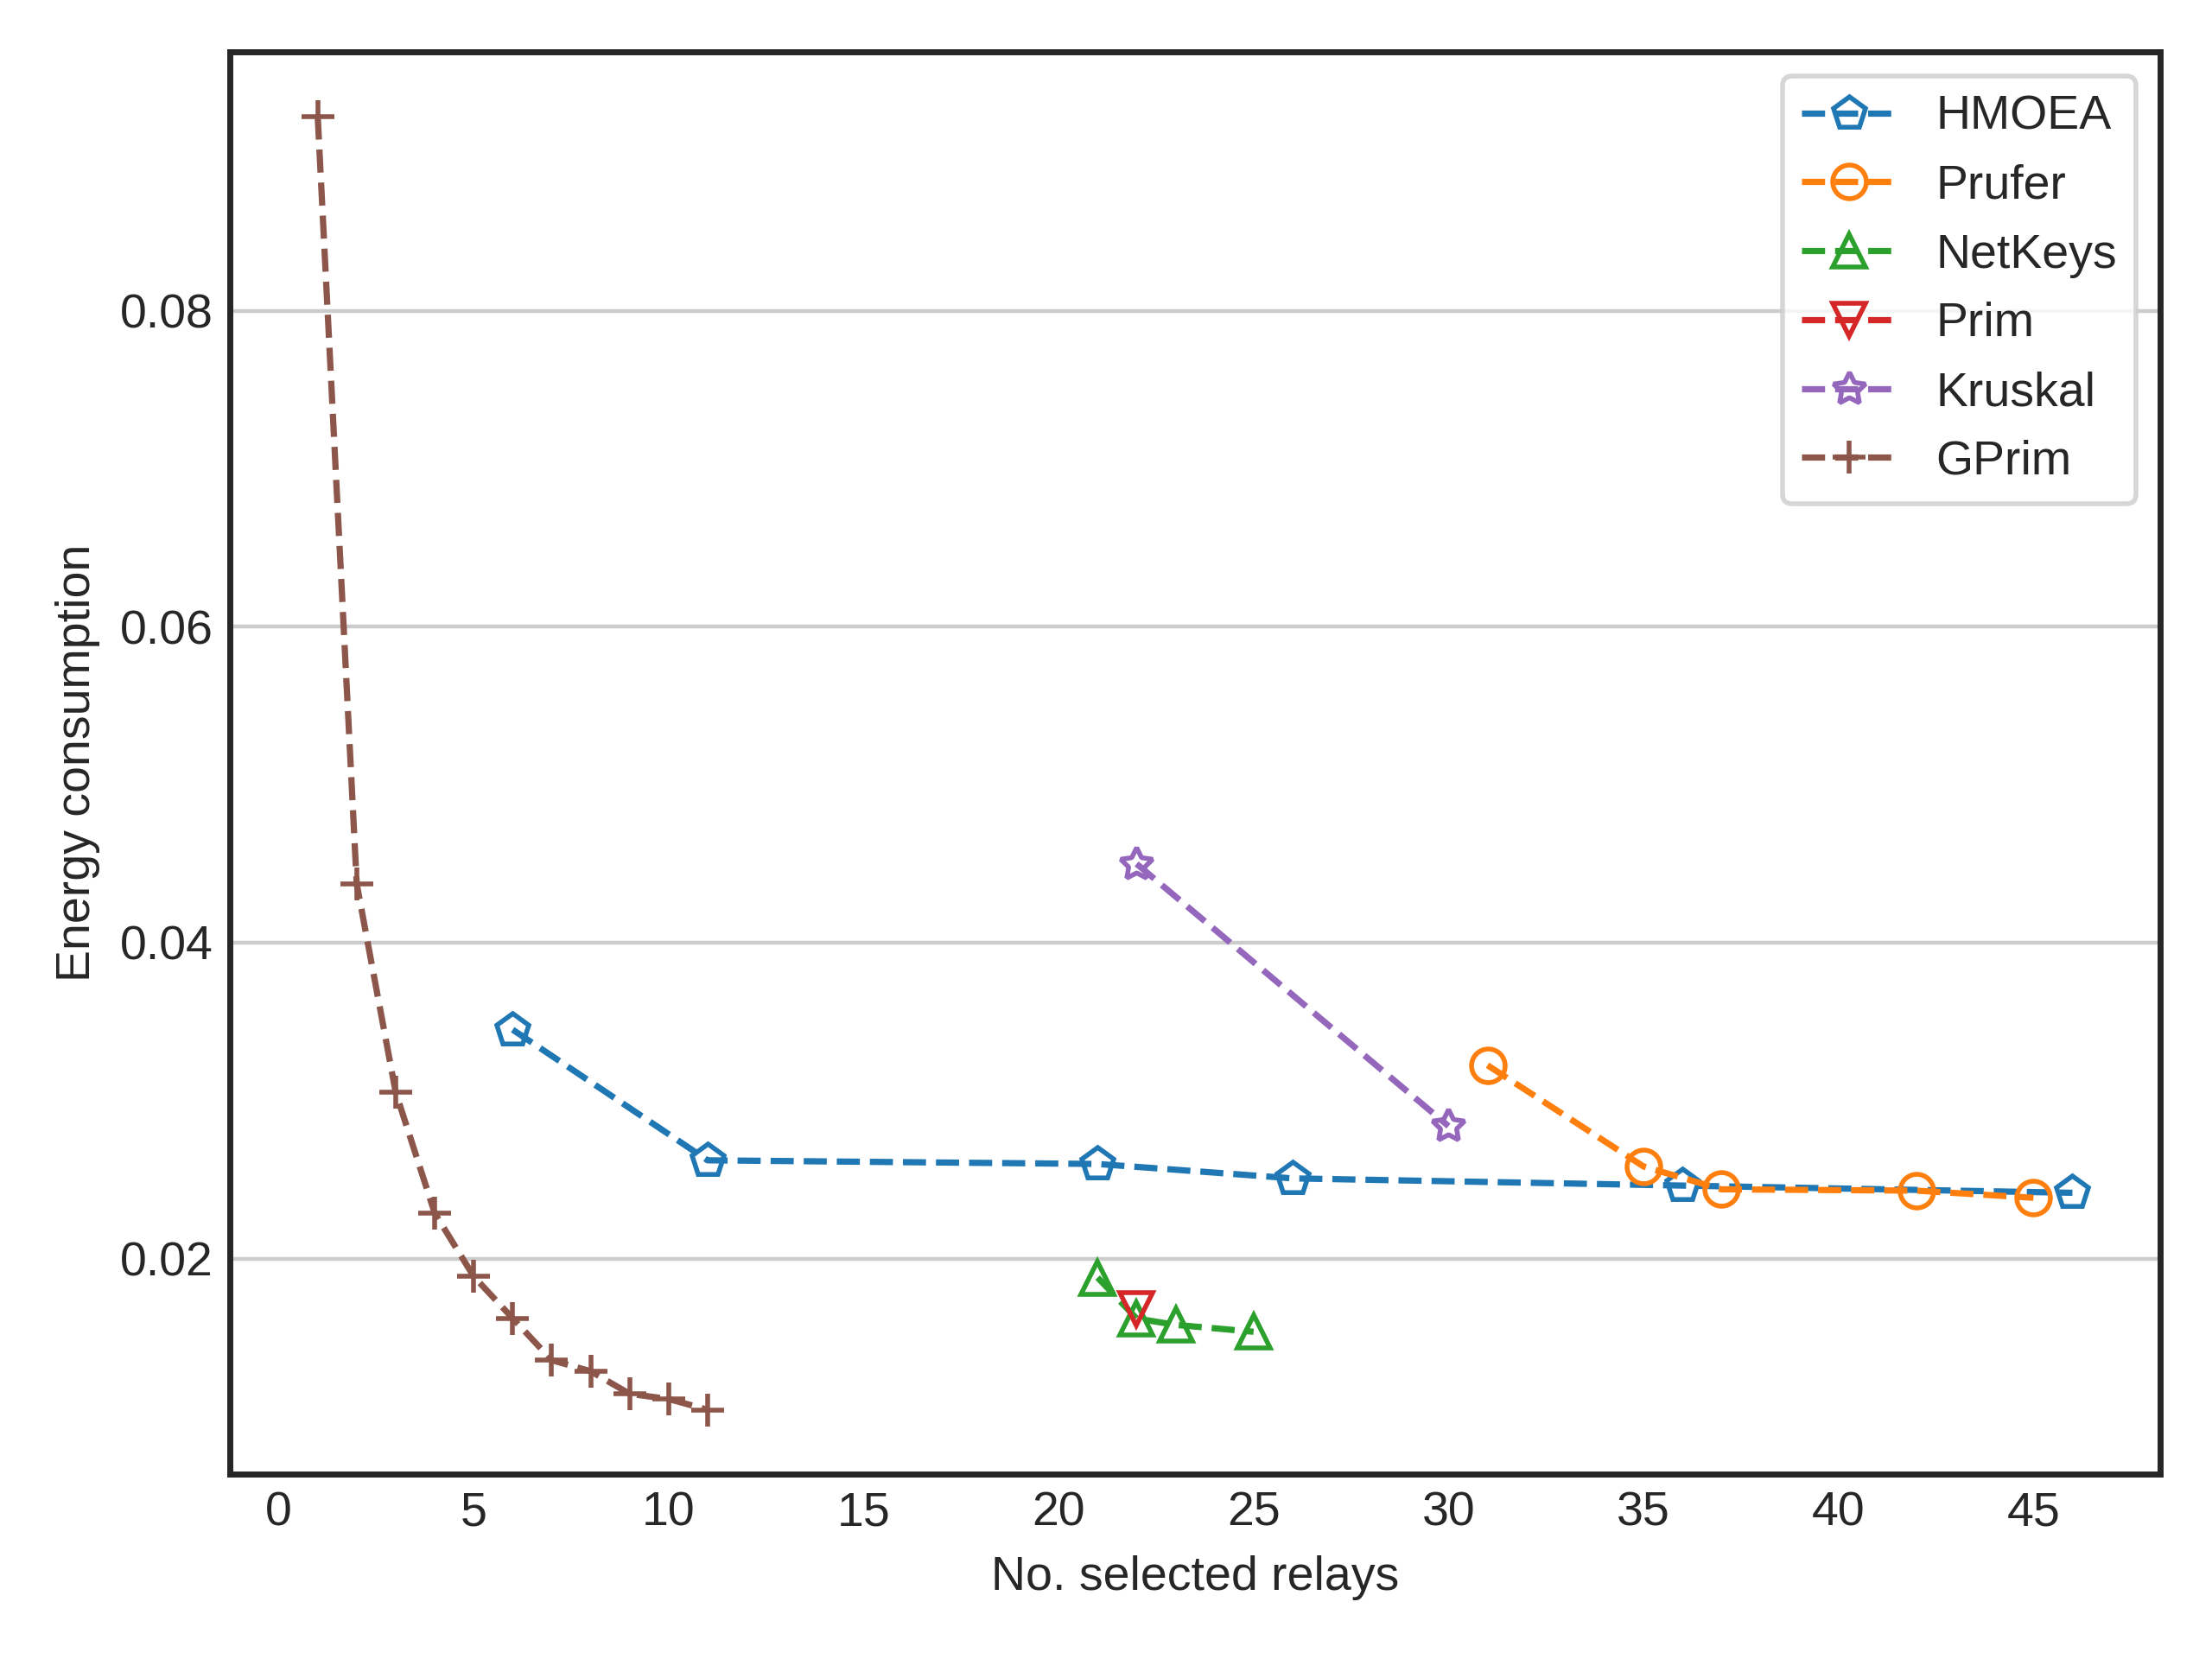 HMOEA
Prufer
NetKeys
Prim
Kruskal
GPrim
Energy consumption
0.08
0.06
0.04
0.02
0 5 10 15 20 25 30 35 40 45
No. selected relays